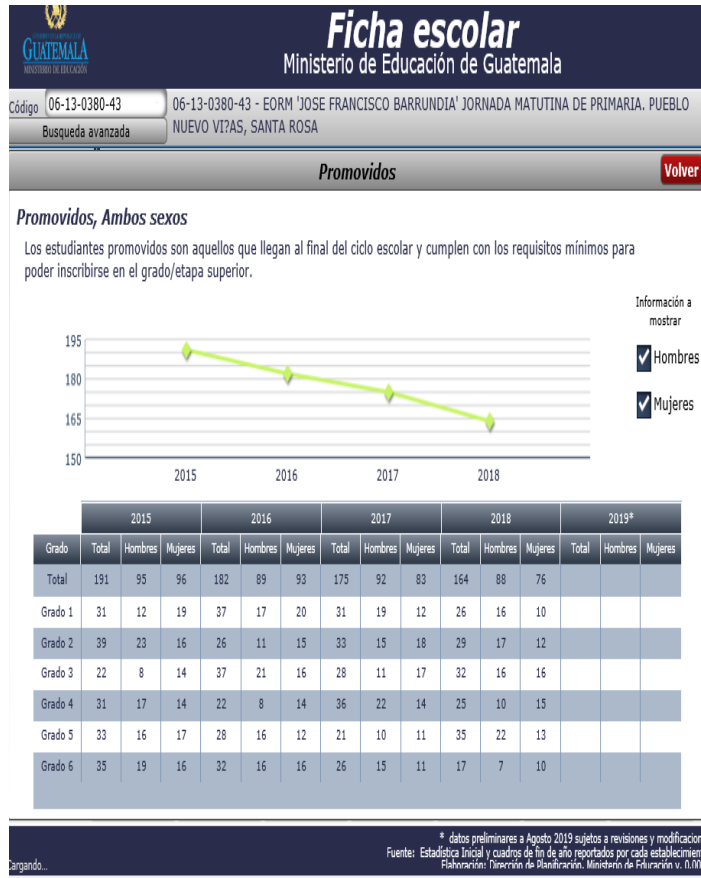 GUATEMALA
MINISTERIO DE EDUCACIÓN
Ficha escolar
Ministerio de Educación de Guatemala
Código 06-13-0380-43
Busqueda avanzada
06-13-0380-43 - EORM 'JOSE FRANCISCO BARRUNDIA' JORNADA MATUTINA DE PRIMARIA. PUEBLO
NUEVO VI?AS, SANTA ROSA
Promovidos
Volver
Promovidos, Ambos sexos
Los estudiantes promovidos son aquellos que llegan al final del ciclo escolar y cumplen con los requisitos mínimos para
poder inscribirse en el grado/etapa superior.
Información a
mostrar
Hombres
Mujeres
195
180
165
150
2015 2016 2017 2018
2015 2016 2017 2018 2019*
Grado Total Hombres Mujeres Total Hombres Mujeres Total Hombres Mujeres Total Hombres Mujeres Total Hombres Mujeres
Total 191 95 96 182 89 93 175 92 83 164 88 76
Grado 1 31 12 19 37 17 20 31 19 12 26 16 10
Grado 2 39 23 16 26 11 15 33 15 18 29 17 12
Grado 3 22 8 14 37 21 16 28 11 17 32 16 16
Grado 4 31 17 14 22 8 14 36 22 14 25 10 15
Grado 5 33 16 17 28 16 12 21 10 11 35 22 13
Grado 6 35 19 16 32 16 16 26 15 11 17 7 10
* datos preliminares a Agosto 2019 sujetos a revisiones y modificacion
Fuente: Estadística Inicial y cuadros de fin de año reportados por cada establecimien
Elaboración: Dirección de Planificación. Ministerio de Educación v. 0.00
Cargando...